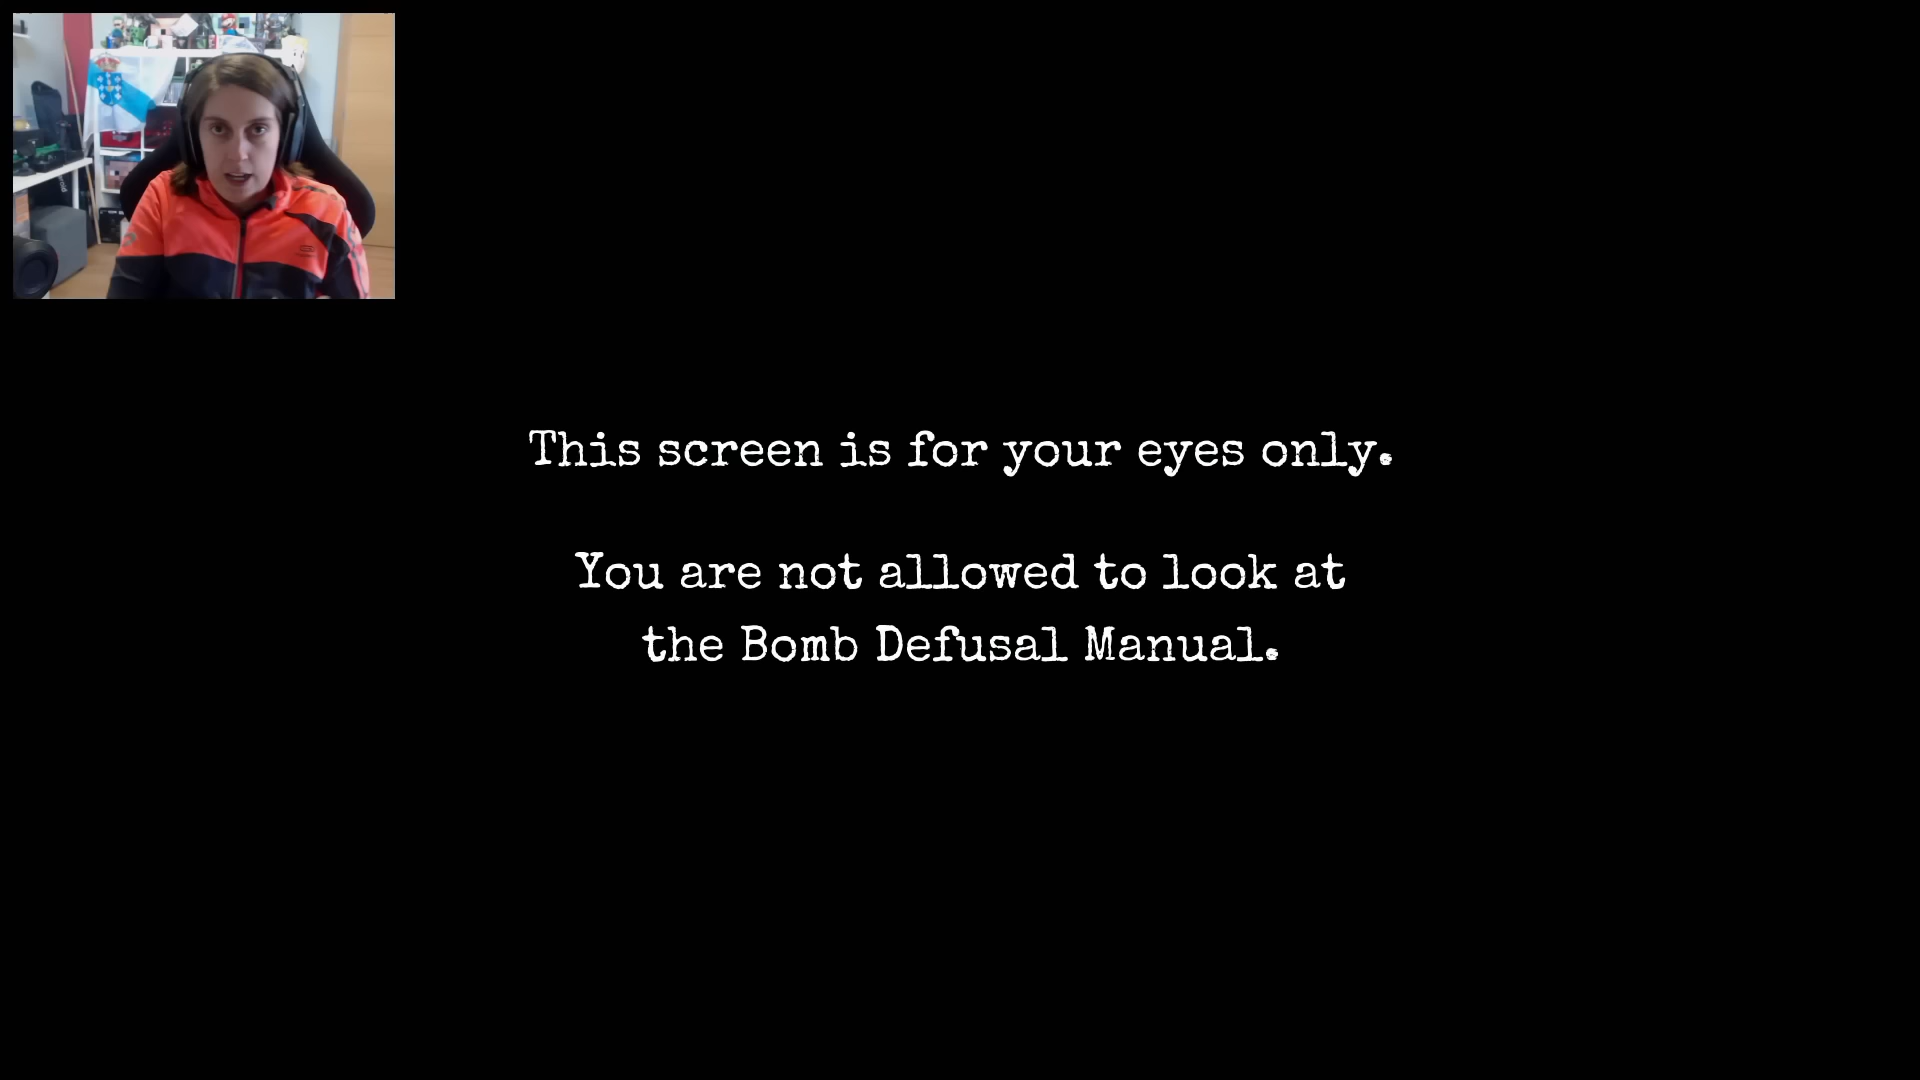 This screen is for your eyes only.
You are not allowed to look at
the Bomb Defusal Manual.